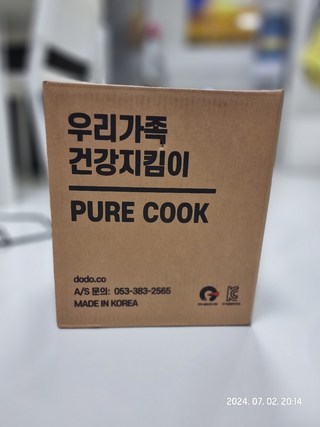 우리가족
건강지킴이
PURE COOK
dodo.co
A/S 문의: 053-383-2565
MADE IN KOREA
2024. 07. 02. 20:14